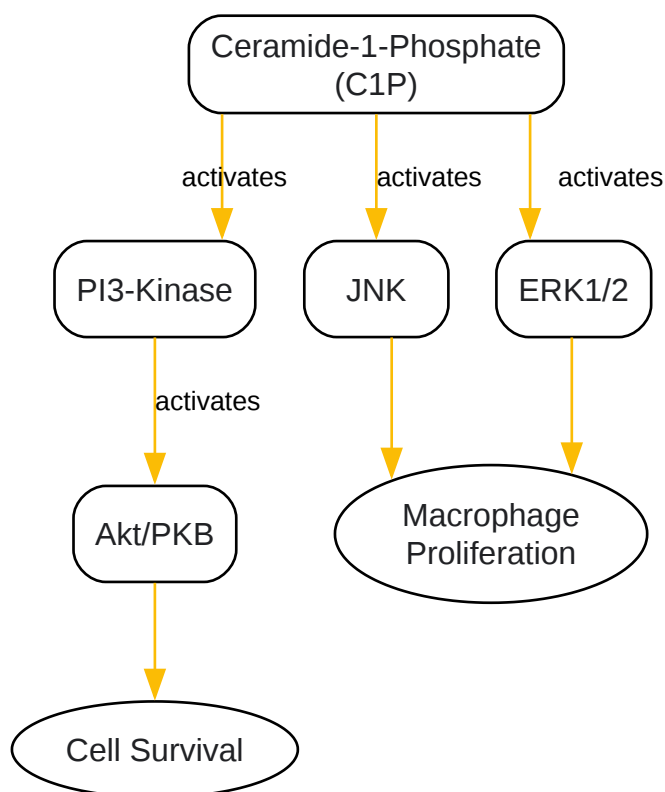 Ceramide-1-Phosphate
(C1P)
activates
activates
activates
PI3-Kinase
JNK
ERK1/2
activates
Akt/PKB
Macrophage
Proliferation
Cell Survival